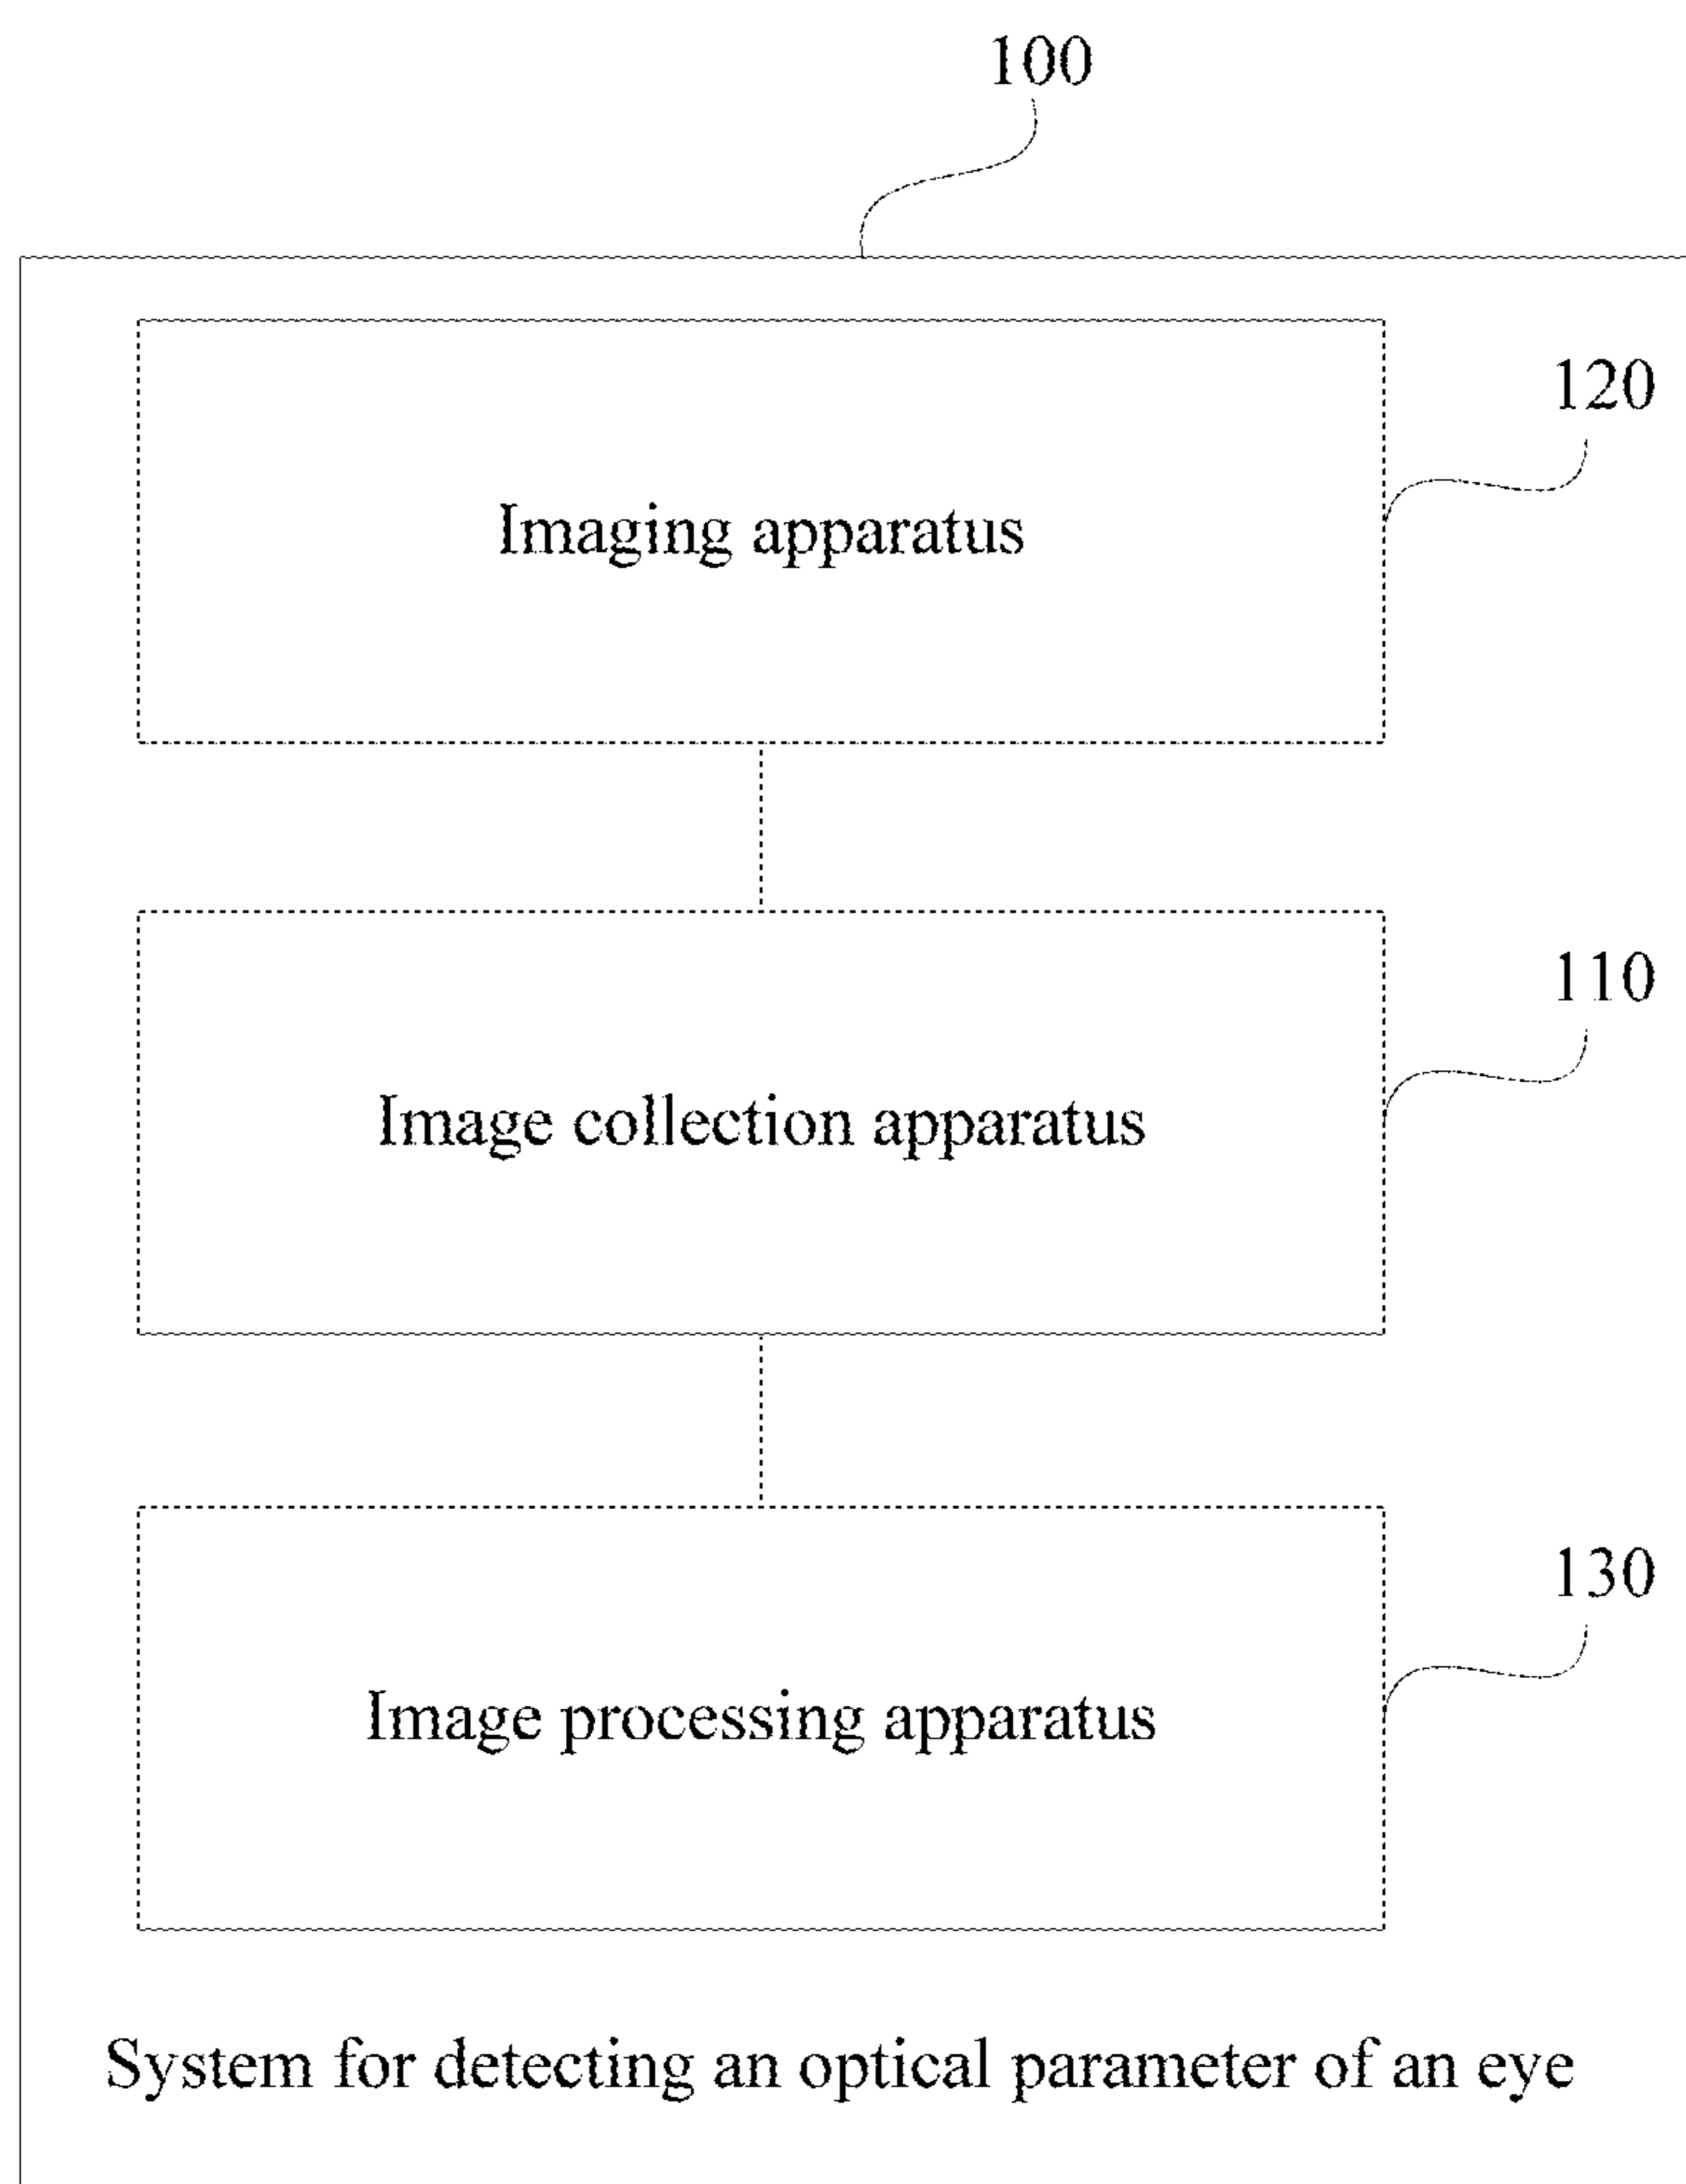 100
120
Imaging apparatus
110
Image collection apparatus
130
Image processing apparatus
System for detecting an optical parameter of an eye